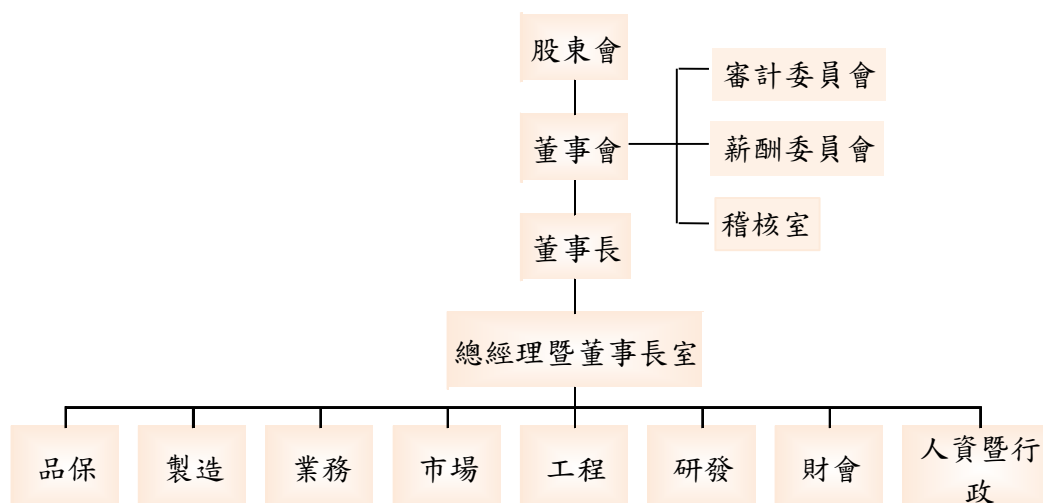 股東會
審計委員會
董事會
薪酬委員會
董事長
稽核室
總經理暨董事長室
品保
製造
業務
市場
工程
研發
財會
人資暨行
政